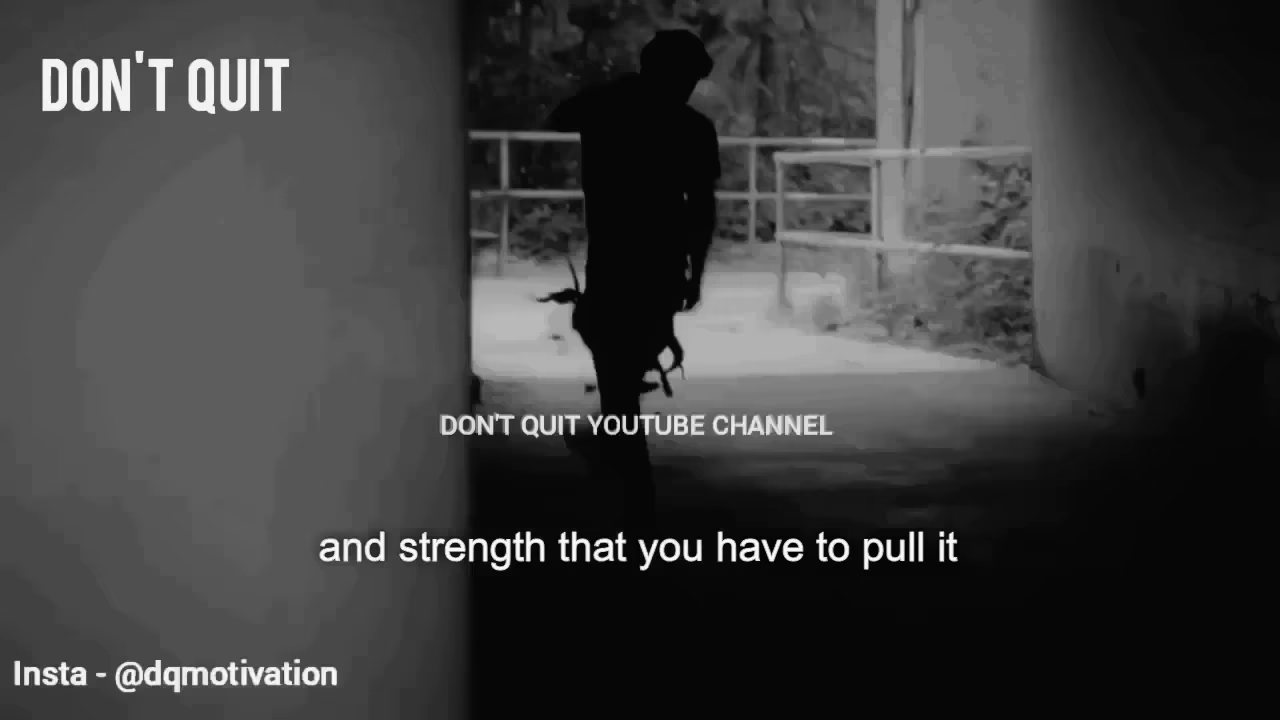 DON'T QUIT
DON'T QUIT YOUTUBE CHANNEL
and strength that you have to pull it
Insta - @dqmotivation